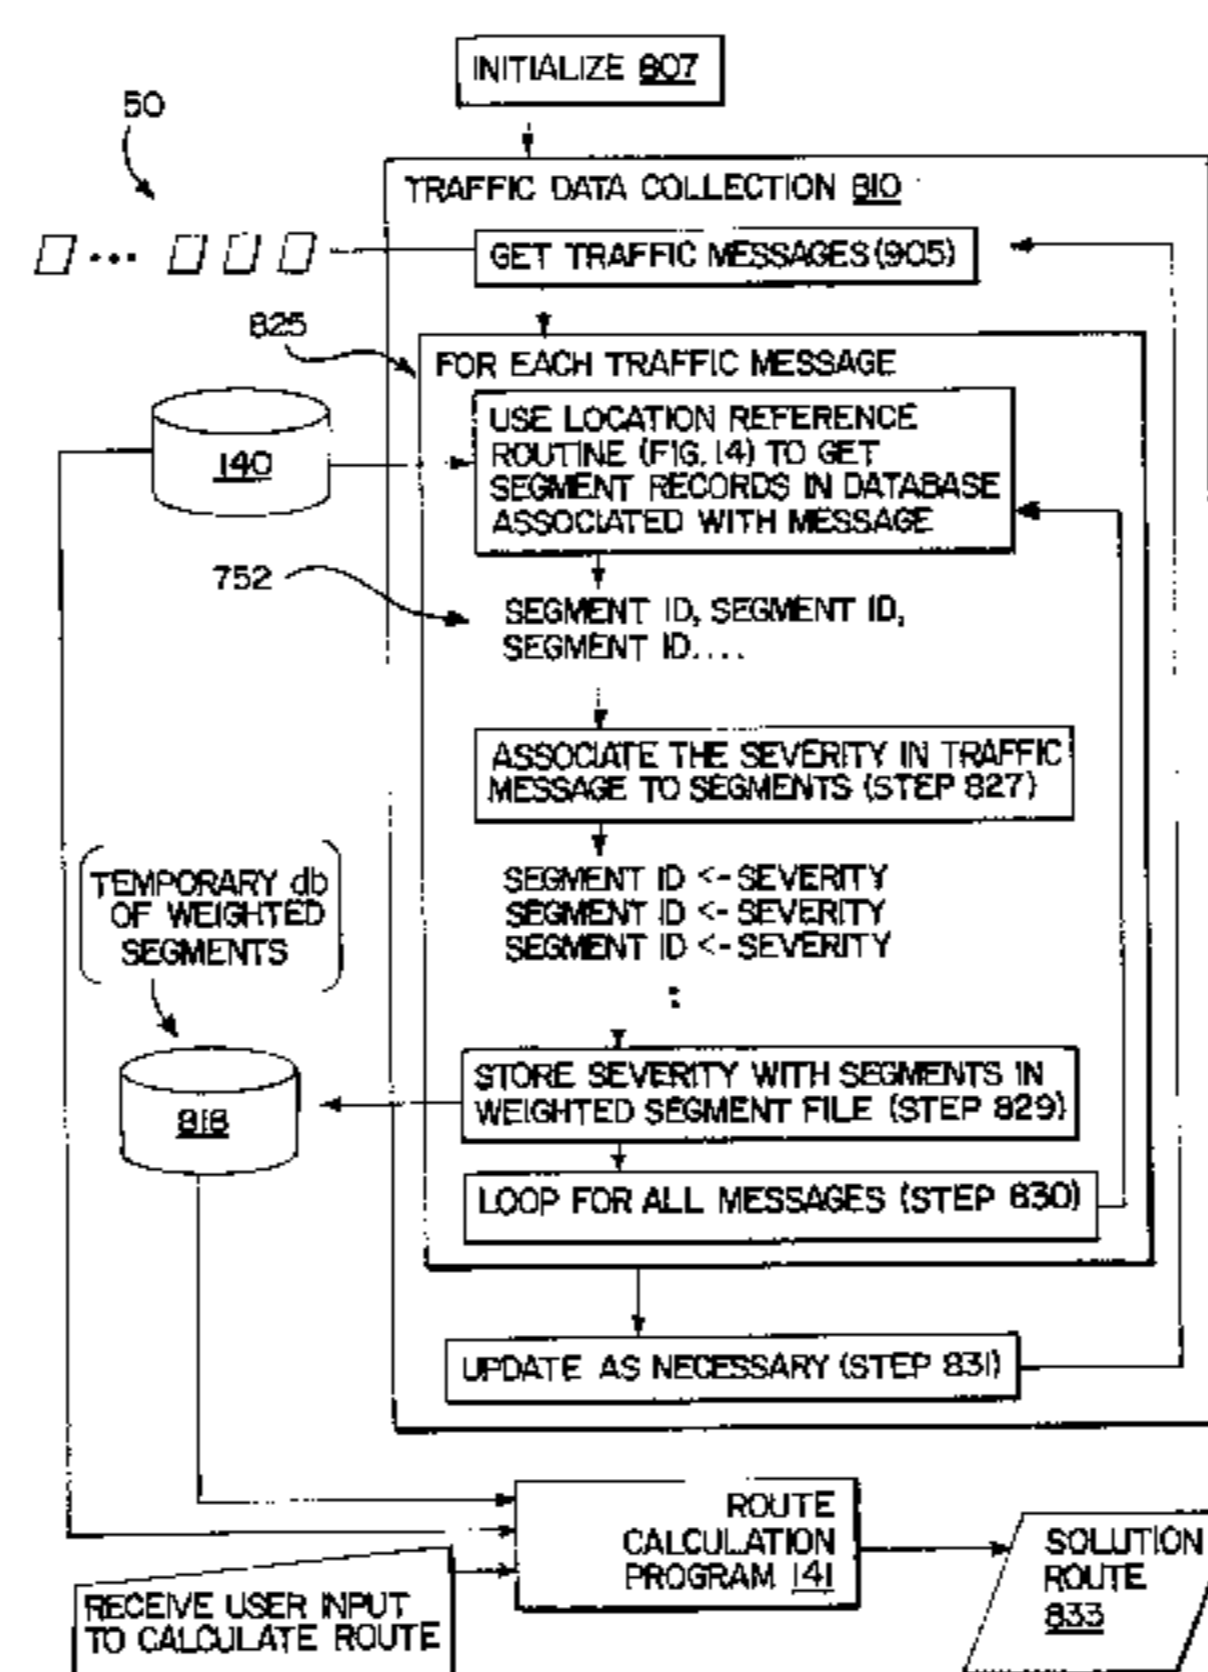 INITIALIZE 807
50
TRAFFIC DATA COLLECTION 810
GET TRAFFIC MESSAGES (905)
825
FOR EACH TRAFFIC MESSAGE
USE LOCATION REFERENCE
ROUTINE (FIG. 14) TO GET
SEGMENT RECORDS IN DATABASE
ASSOCIATED WITH MESSAGE
140
752
SEGMENT ID, SEGMENT ID,
SEGMENT ID....
ASSOCIATE THE SEVERITY IN TRAFFIC
MESSAGE TO SEGMENTS (STEP 827)
SEGMENT ID <- SEVERITY
SEGMENT ID <- SEVERITY
SEGMENT ID <- SEVERITY
:
TEMPORARY db
OF WEIGHTED
SEGMENTS
818
STORE SEVERITY WITH SEGMENTS IN
WEIGHTED SEGMENT FILE (STEP 829)
LOOP FOR ALL MESSAGES (STEP 830)
UPDATE AS NECESSARY (STEP 831)
ROUTE
CALCULATION
PROGRAM 141
SOLUTION
ROUTE
833
RECEIVE USER INPUT
TO CALCULATE ROUTE